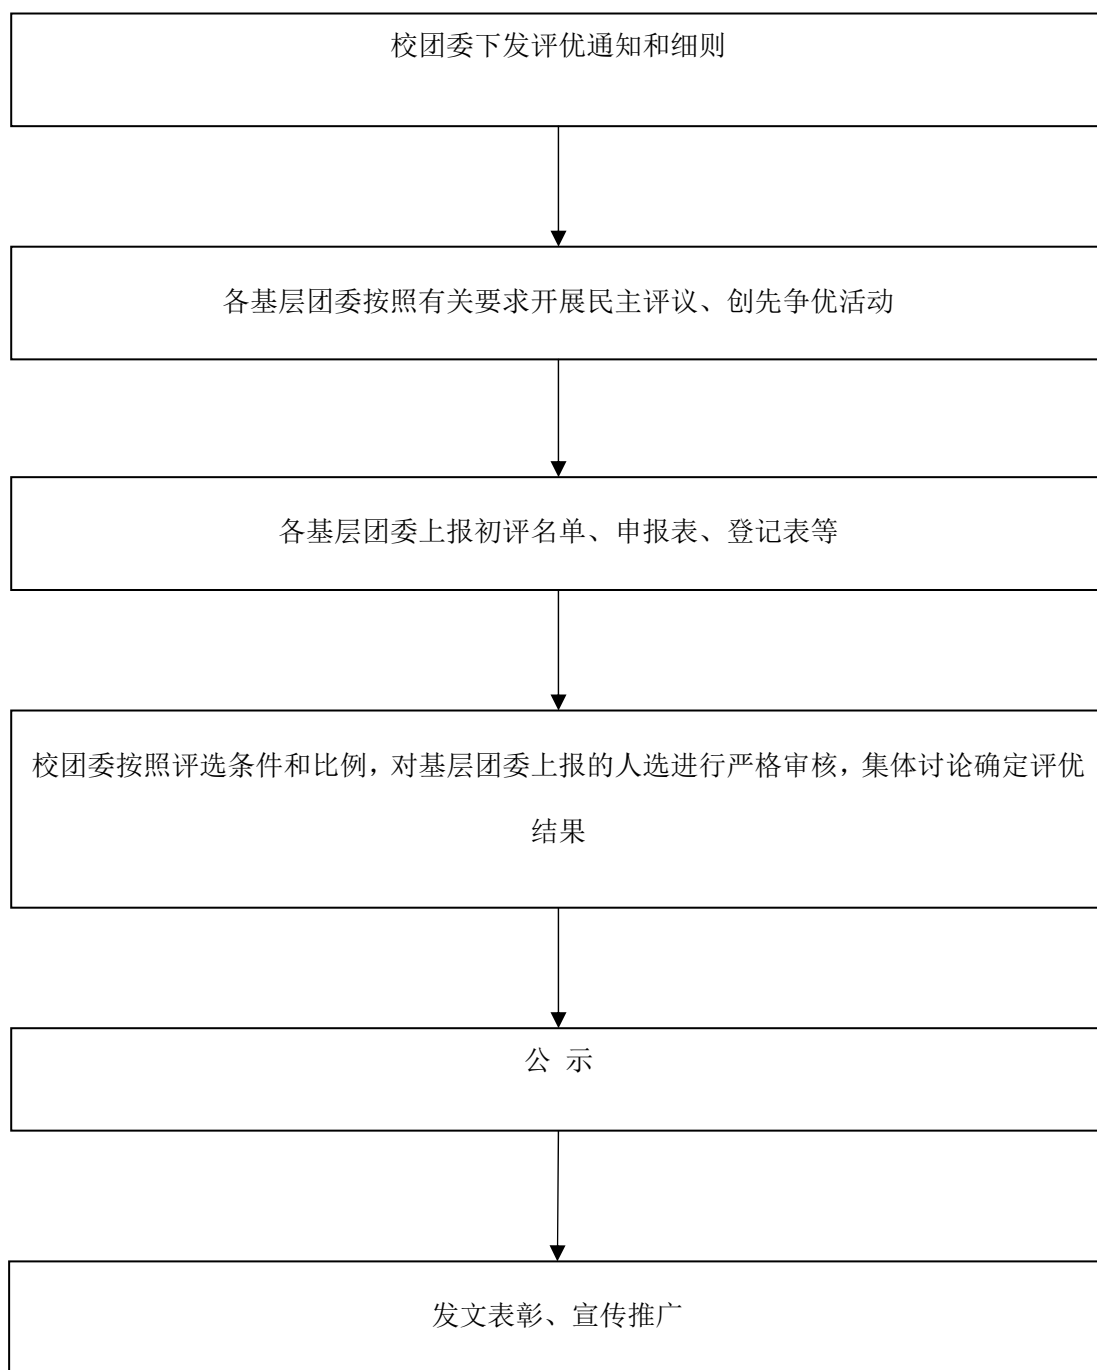 校团委下发评优通知和细则
各基层团委按照有关要求开展民主评议、创先争优活动
各基层团委上报初评名单、申报表、登记表等
校团委按照评选条件和比例，对基层团委上报的人选进行严格审核，集体讨论确定评优
结果
公 示
发文表彰、宣传推广